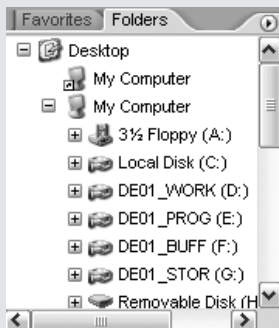 Favorites Folders
Desktop
My Computer
My Computer
3½ Floppy (A:)
Local Disk (C:)
DE01_WORK (D:)
DE01_PROG (E:)
DE01_BUFF (F:)
DE01_STOR (G:)
Removable Disk (H